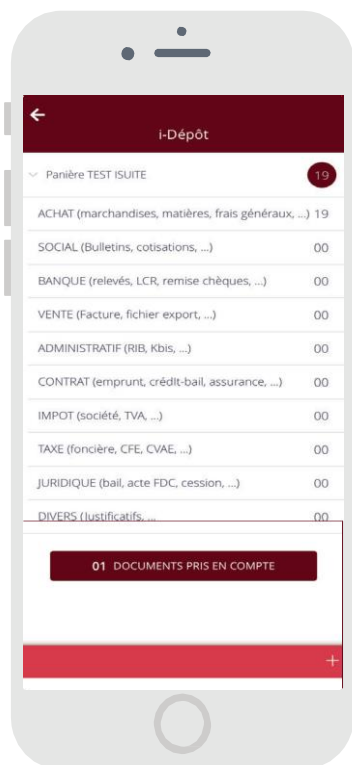 i-Dépôt
Panière TEST ISUITE 19
ACHAT (marchandises, matières, frais généraux, ...) 19
SOCIAL (Bulletins, cotisations, ...) 00
BANQUE (relevés, LCR, remise chèques, ...) 00
VENTE (Facture, fichier export, ...) 00
ADMINISTRATIF (RIB, Kbis, ...) 00
CONTRAT (emprunt, crédIt-bail, assurance, ...) 00
IMPOT (société, TVA, ...) 00
TAXE (foncière, CFE, CVAE, ...) 00
JURIDIQUE (bail, acte FDC, cession, ...) 00
DIVERS (Justificatifs, ... 00
01 DOCUMENTS PRIS EN COMPTE
+